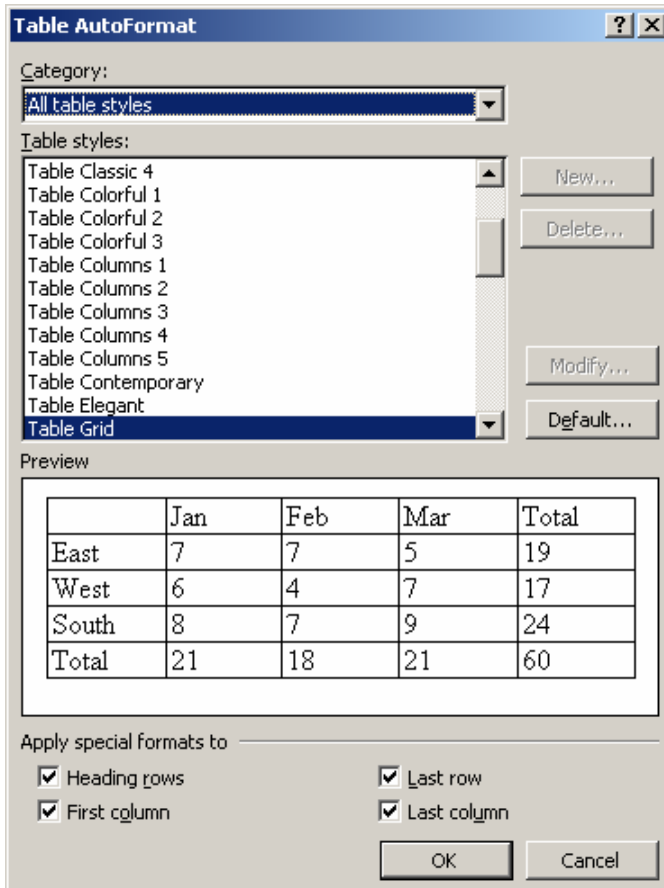 Table AutoFormat
Category:
All table styles
Table styles:
Table Classic 4
Table Colorful 1
Table Colorful 2
Table Colorful 3
Table Columns 1
Table Columns 2
Table Columns 3
Table Columns 4
Table Columns 5
Table Contemporary
Table Elegant
Table Grid
New...
Delete...
Modify...
Default...
Preview
Jan Feb Mar Total
East 7 7 5 19
West 6 4 7 17
South 8 7 9 24
Total 21 18 21 60
Apply special formats to
Heading rows Last row
First column Last column
OK Cancel